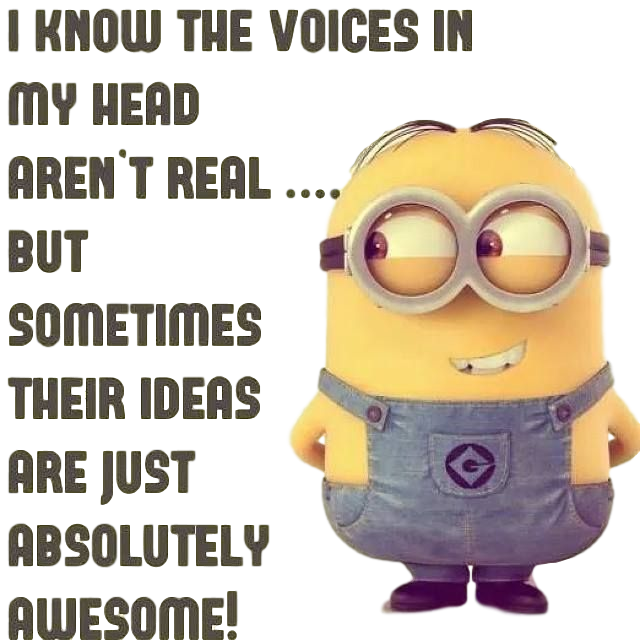 I KNOW THE VOICES IN
MY HEAD
AREN'T REAL ....
BUT
SOMETIMES
THEIR IDEAS
ARE JUST
ABSOLUTELY
AWESOME!